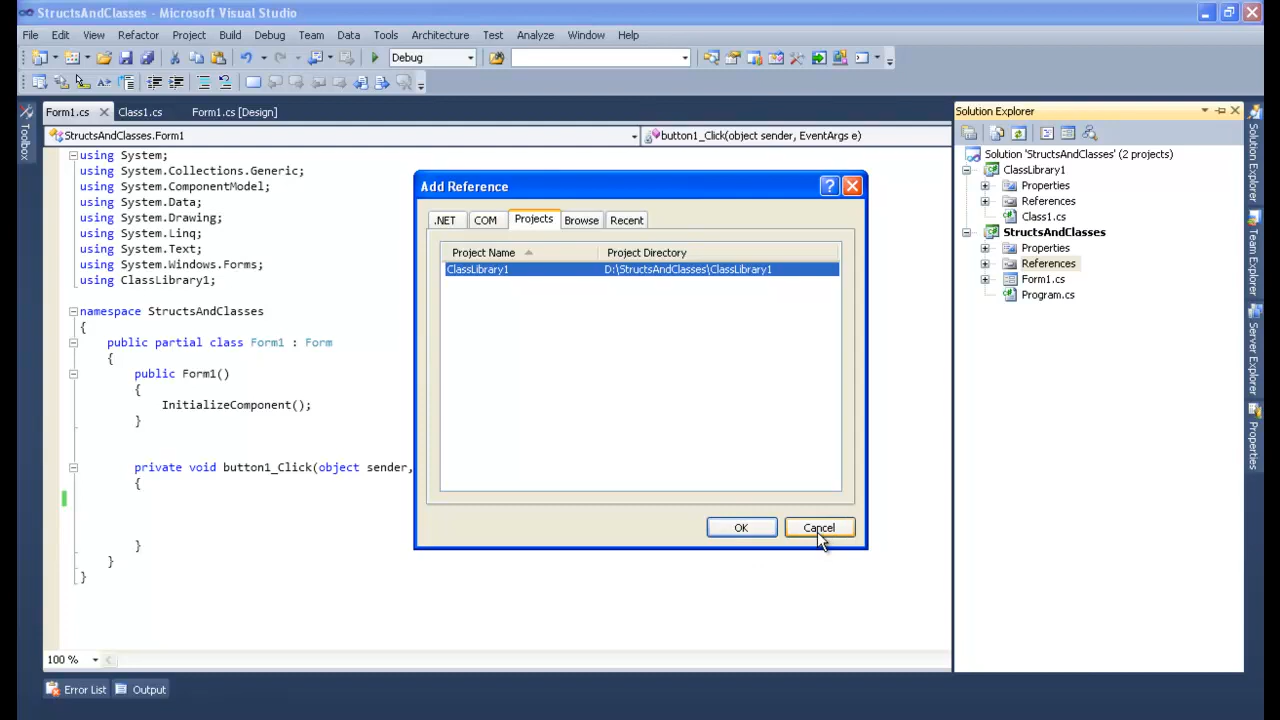 StructsAndClasses - Microsoft Visual Studio
File Edit View Refactor Project Build Debug Team Data Tools Architecture Test Analyze Window Help
Debug
Form1.cs Class1.cs Form1.cs [Design]
StructsAndClasses.Form1 button1_Click(object sender, EventArgs e)
Toolbox
using System;
using System.Collections.Generic;
using System.ComponentModel;
using System.Data;
using System.Drawing;
using System.Linq;
using System.Text;
using System.Windows.Forms;
using ClassLibrary1;
namespace StructsAndClasses
{
public partial class Form1 : Form
{
public Form1()
{
InitializeComponent();
}
private void button1_Click(object sender,
{
}
}
}
100 %
Error List Output
Add Reference
.NET COM Projects Browse Recent
Project Name Project Directory
ClassLibrary1 D:\StructsAndClasses\ClassLibrary1
OK Cancel
Solution Explorer
Solution 'StructsAndClasses' (2 projects)
ClassLibrary1
Properties
References
Class1.cs
StructsAndClasses
Properties
References
Form1.cs
Program.cs
Solution Explorer
Team Explorer
Server Explorer
Properties